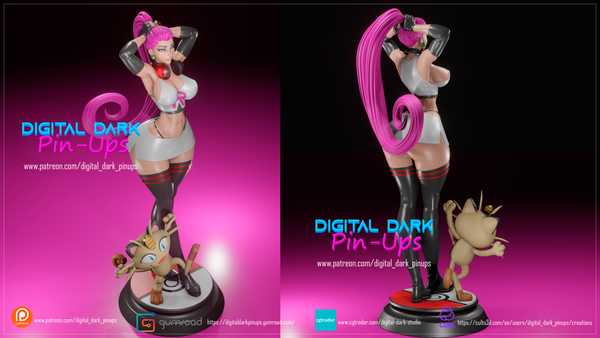 DIGITAL DARK
Pin-Ups
www.patreon.com/digital_dark_pinups
DIGITAL DARK
Pin-Ups
www.patreon.com/digital_dark_pinups
R
www.patreon.com/digital_dark_pinups
gumroad
https://digitaldarkpinups.gumroad.com/
cgtrader
www.cgtrader.com/digital-dark-studio
https://cults3d.com/en/users/digital_dark_pinups/creations